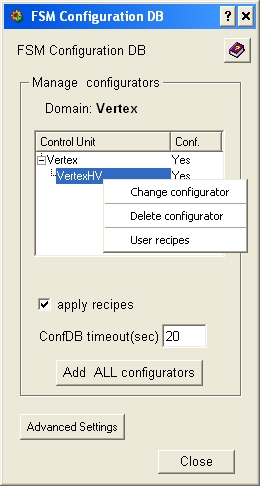 FSM Configuration DB
?
FSM Configuration DB
Manage configurators
Domain: Vertex
Control Unit Conf.
Vertex Yes
VertexHV Yes
Change configurator
Delete configurator
User recipes
apply recipes
ConfDB timeout(sec) 20
Add ALL configurators
Advanced Settings
Close